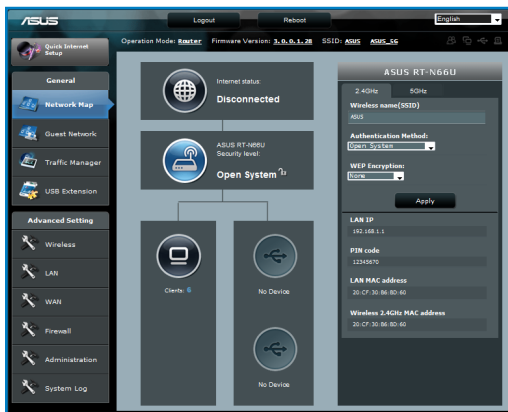 ASUS
Logout
Reboot
English
Quick Internet Setup
Operation Mode: Router Firmware Version: 3.0.0.1.28 SSID: ASUS ASUS_5G
General
Network Map
Guest Network
Traffic Manager
USB Extension
Advanced Setting
Wireless
LAN
WAN
Firewall
Administration
System Log
Internet status:
Disconnected
ASUS RT-N66U
Security level:
Open System
Clients:
No Device
No Device
ASUS RT-N66U
2.4GHz
5GHz
Wireless name(SSID)
ASUS
Authentication Method:
Open System
WEP Encryption:
None
Apply
LAN IP
192.168.1.1
PIN code
12345670
LAN MAC address
20:CF:30:B6:BD:60
Wireless 2.4GHz MAC address
20:CF:30:B6:BD:60